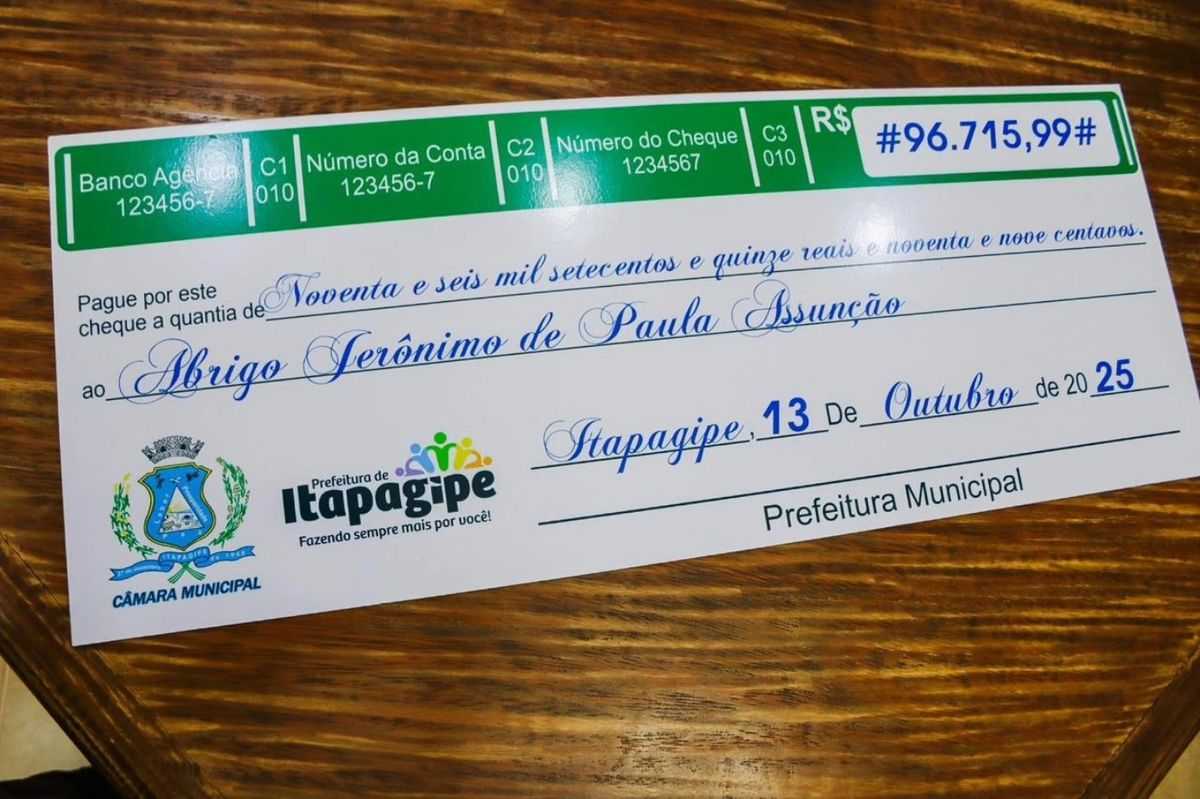 Banco Agência C1 Número da Conta C2 Número do Cheque C3 R$ #96.715,99#
123456-7 010 123456-7 010 1234567 010
Pague por este
cheque a quantia de Noventa e seis mil setecentos e quinze reais e noventa e nove centavos.
ao Abrigo Jerônimo de Paula Assunção
Itapagipe, 13 De Outubro de 20 25
Prefeitura Municipal
Prefeitura de
Itapagipe
Fazendo sempre mais por você!
ITAPAGIPE
CÂMARA MUNICIPAL